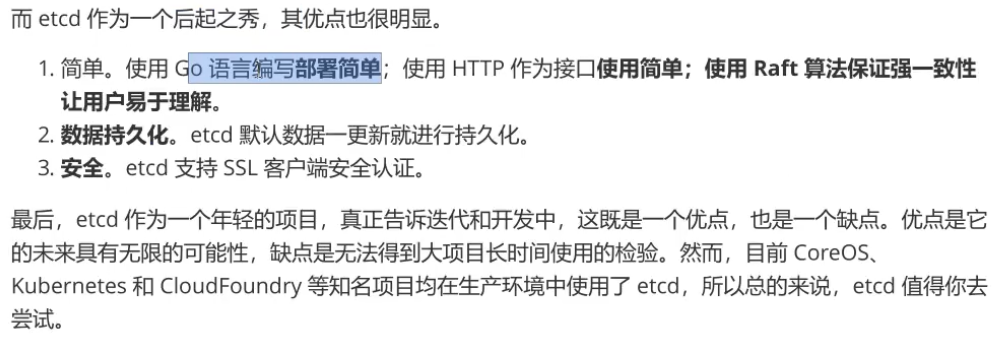 而 etcd 作为一个后起之秀，其优点也很明显。
1. 简单。使用 Go 语言编写部署简单；使用 HTTP 作为接口使用简单；使用 Raft 算法保证强一致性
让用户易于理解。
2. 数据持久化。etcd 默认数据一更新就进行持久化。
3. 安全。etcd 支持 SSL 客户端安全认证。
最后，etcd 作为一个年轻的项目，真正告诉迭代和开发中，这既是一个优点，也是一个缺点。优点是它
的未来具有无限的可能性，缺点是无法得到大项目长时间使用的检验。然而，目前 CoreOS、
Kubernetes 和 CloudFoundry 等知名项目均在生产环境中使用了 etcd，所以总的来说，etcd 值得你去
尝试。